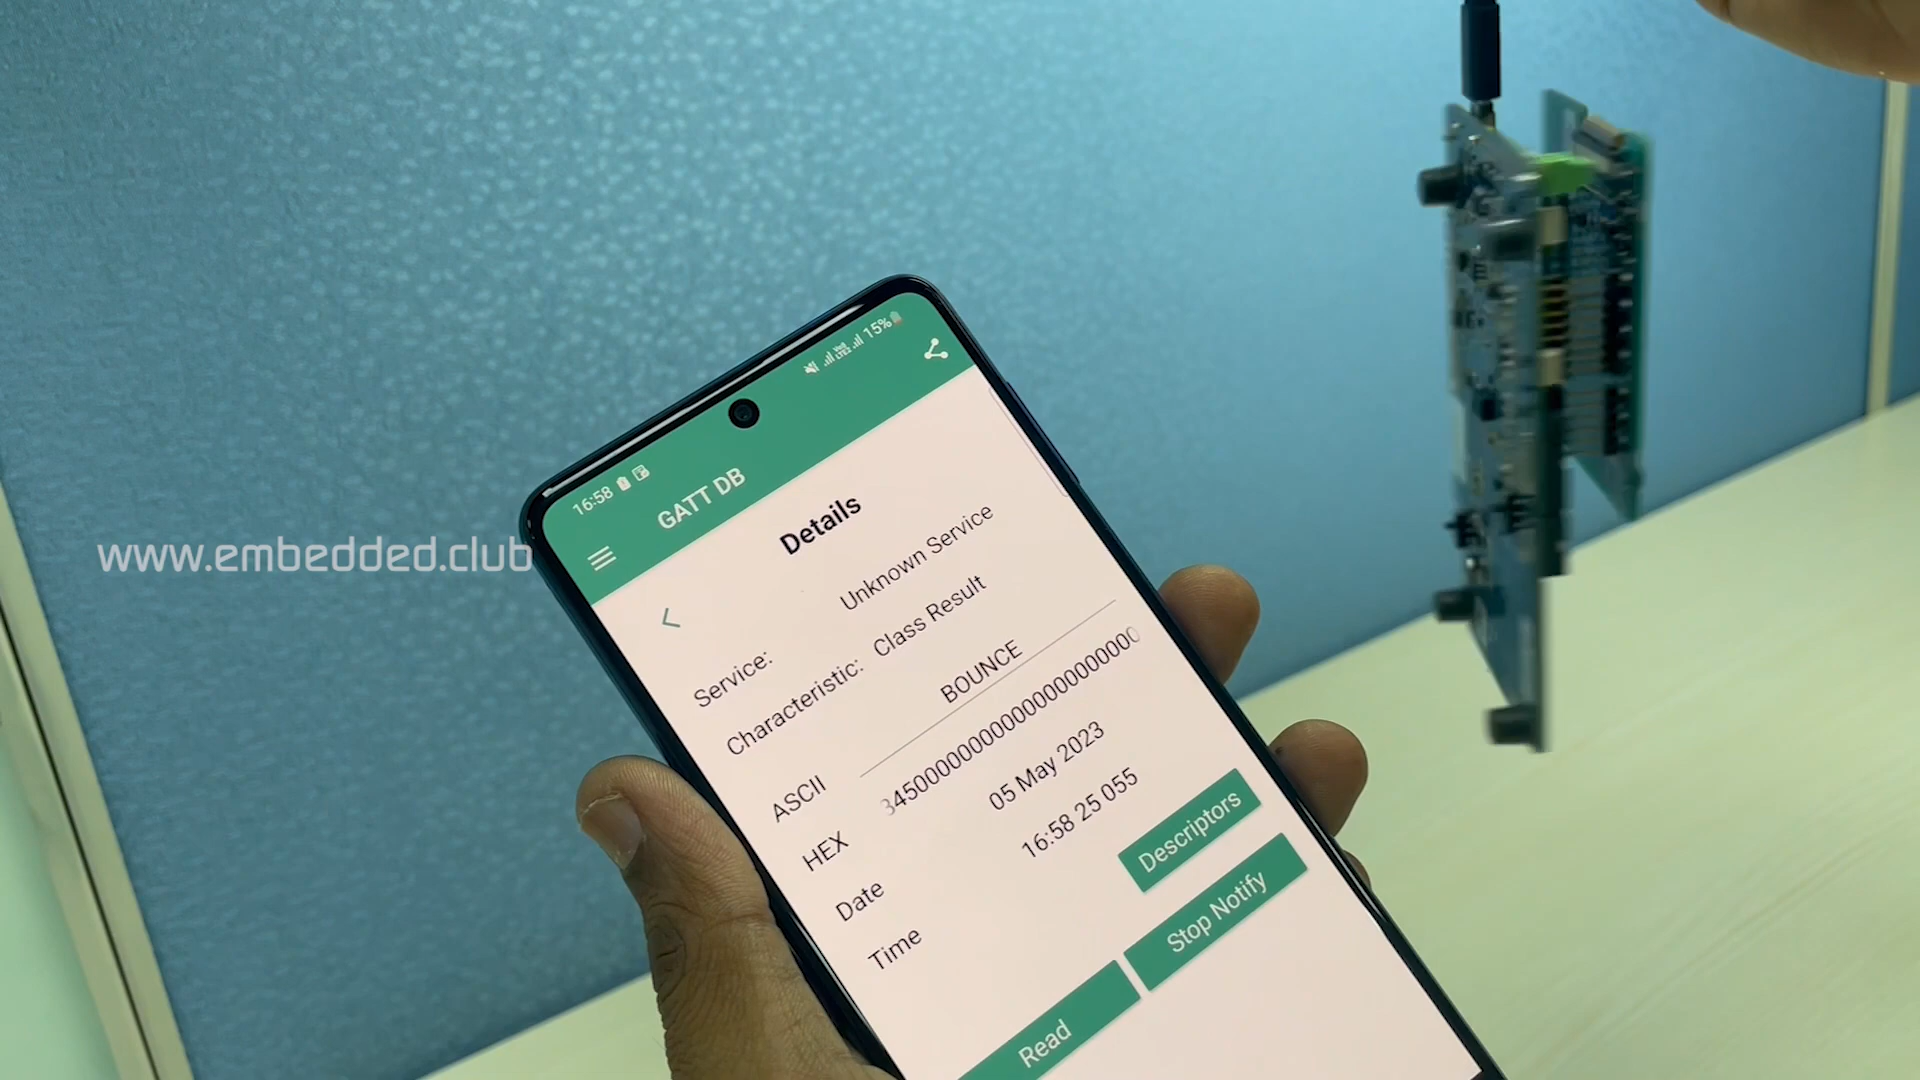 www.embedded.club
16:58
15%
GATT DB
Details
Service: Unknown Service
Characteristic: Class Result
ASCII BOUNCE
HEX 3450000000000000000000000
Date 05 May 2023
Time 16:58 25 055
Descriptors
Read
Stop Notify